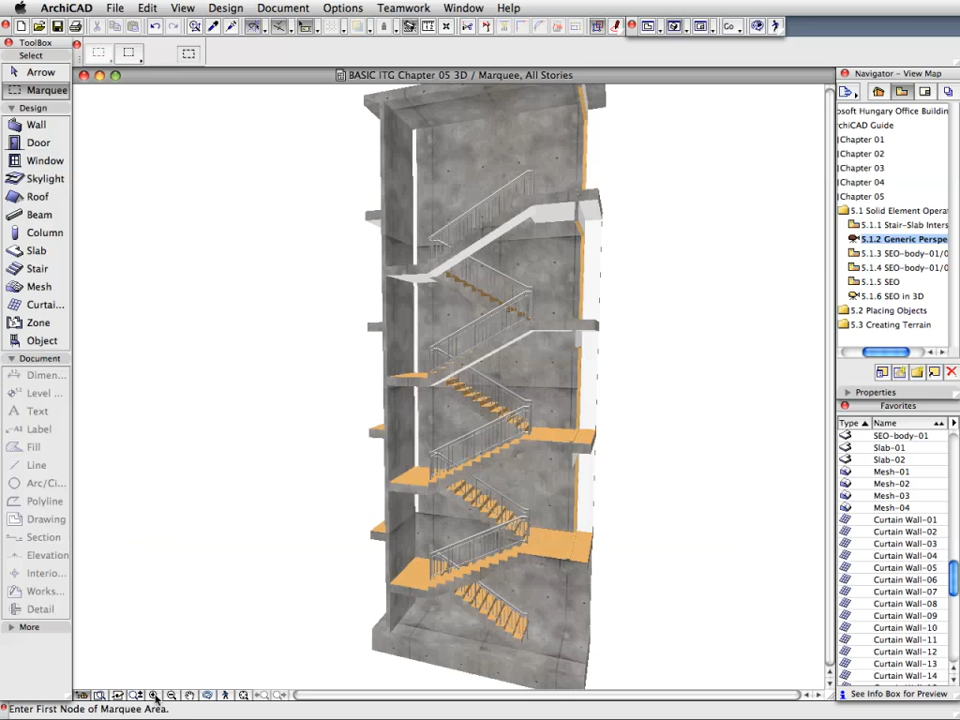 ArchiCAD File Edit View Design Document Options Teamwork Window Help
ToolBox
Select
Arrow
Marquee
Design
Wall
Door
Window
Skylight
Roof
Beam
Column
Slab
Stair
Mesh
Curtai...
Zone
Object
Document
Dimen...
Level ...
Text
Label
Fill
Line
Arc/Ci...
Polyline
Drawing
Section
Elevation
Interio...
Works...
Detail
More
Go...
BASIC ITG Chapter 05 3D / Marquee, All Stories
Navigator - View Map
osoft Hungary Office Building
rchiCAD Guide
Chapter 01
Chapter 02
Chapter 03
Chapter 04
Chapter 05
5.1 Solid Element Opera
5.1.1 Stair-Slab Inters
5.1.2 Generic Perspe
5.1.3 SEO-body-01/0
5.1.4 SEO-body-01/0
5.1.5 SEO
5.1.6 SEO in 3D
5.2 Placing Objects
5.3 Creating Terrain
Properties
Favorites
Type Name
SEO-body-01
Slab-01
Slab-02
Mesh-01
Mesh-02
Mesh-03
Mesh-04
Curtain Wall-01
Curtain Wall-02
Curtain Wall-03
Curtain Wall-04
Curtain Wall-05
Curtain Wall-06
Curtain Wall-07
Curtain Wall-08
Curtain Wall-09
Curtain Wall-10
Curtain Wall-11
Curtain Wall-12
Curtain Wall-13
Curtain Wall-14
See Info Box for Preview
Enter First Node of Marquee Area.